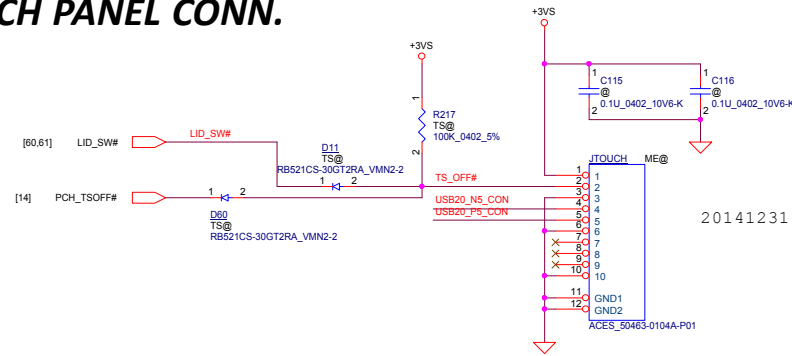 CH PANEL CONN.
+3VS
+3VS
1
C115
@
0.1U_0402_10V6-K
2
1
C116
@
0.1U_0402_10V6-K
2
1
R217
TS@
100K_0402_5%
2
[60,61] LID_SW#
LID_SW#
D11
TS@
RB521CS-30GT2RA_VMN2-2
1 2
[14] PCH_TSOFF#
1 2
D60
TS@
RB521CS-30GT2RA_VMN2-2
TS_OFF#
USB20_N5_CON
USB20_P5_CON
JTOUCH ME@
1 1
2 2
3 3
4 4
5 5
6 6
7 7
8 8
9 9
10 10
11 GND1
12 GND2
ACES_50463-0104A-P01
20141231